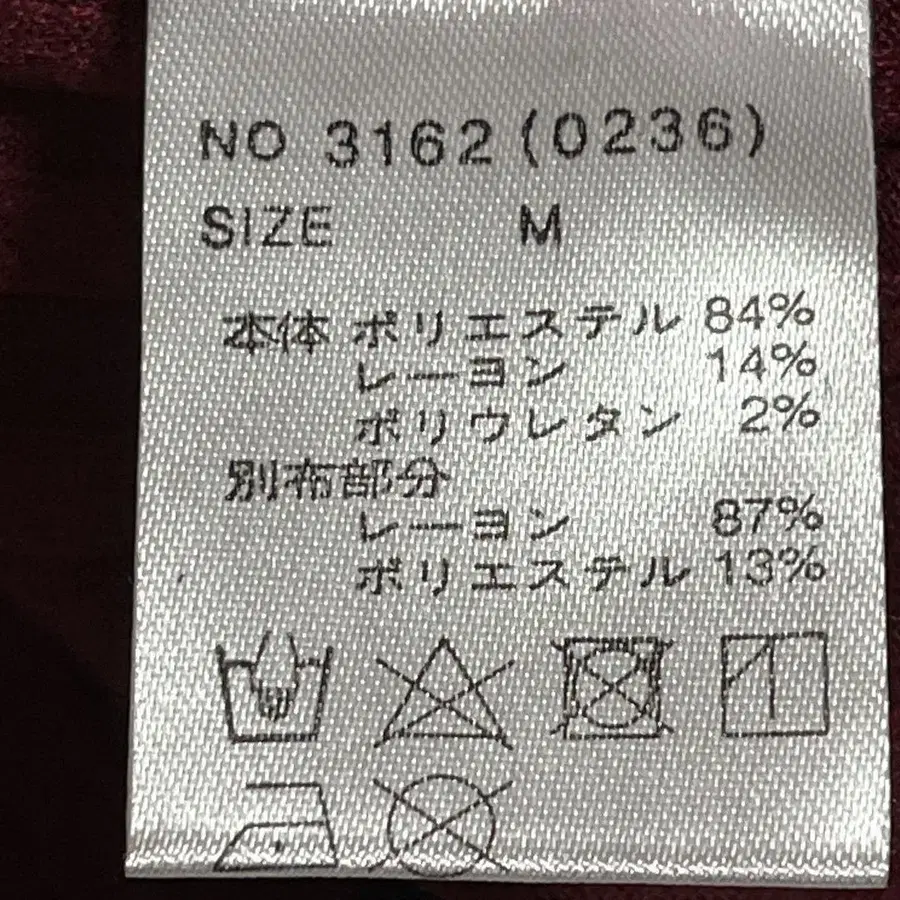 NO 3162(0236)
SIZE M
本体 ポリエステル 84%
レーヨン 14%
ポリウレタン 2%
別布部分
レーヨン 87%
ポリエステル 13%